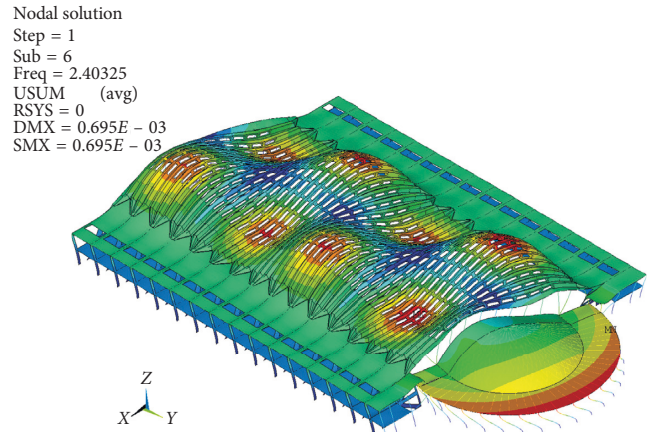 Nodal solution
Step = 1
Sub = 6
Freq = 2.40325
USUM (avg)
RSYS = 0
DMX = 0.695E – 03
SMX = 0.695E – 03
MN
Z
X
Y